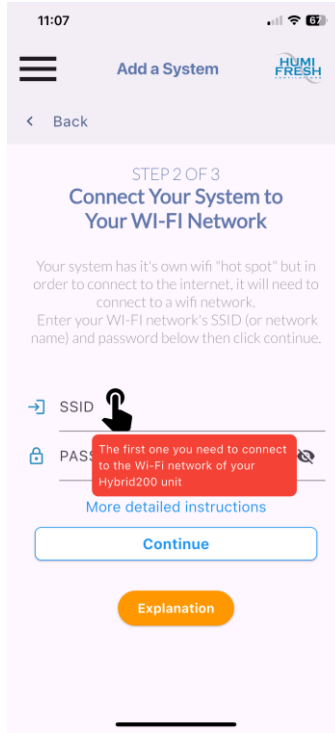 11:07
67
Add a System
HUMI
FRESH
Back
STEP 2 OF 3
Connect Your System to
Your WI-FI Network
Your system has it's own wifi "hot spot" but in
order to connect to the internet, it will need to
connect to a wifi network.
Enter your WI-FI network's SSID (or network
name) and password below then click continue.
SSID
PASS
The first one you need to connect
to the Wi-Fi network of your
Hybrid200 unit
More detailed instructions
Continue
Explanation